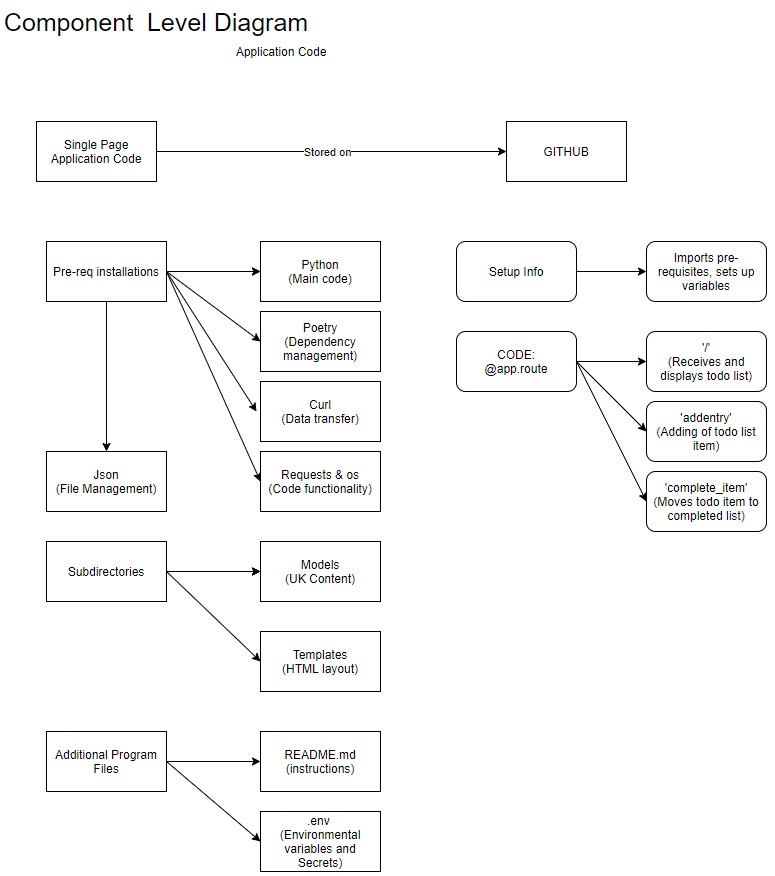 Component Level Diagram
Application Code
Single Page
Application Code
Stored on
GITHUB
Pre-req installations
Python
(Main code)
Poetry
(Dependency
management)
Curl
(Data transfer)
Json
(File Management)
Requests & os
(Code functionality)
Setup Info
Imports pre-
requisites, sets up
variables
CODE:
@app.route
'/'
(Receives and
displays todo list)
'addentry'
(Adding of todo list
item)
'complete_item'
(Moves todo item to
completed list)
Subdirectories
Models
(UK Content)
Templates
(HTML layout)
Additional Program
Files
README.md
(instructions)
.env
(Environmental
variables and
Secrets)